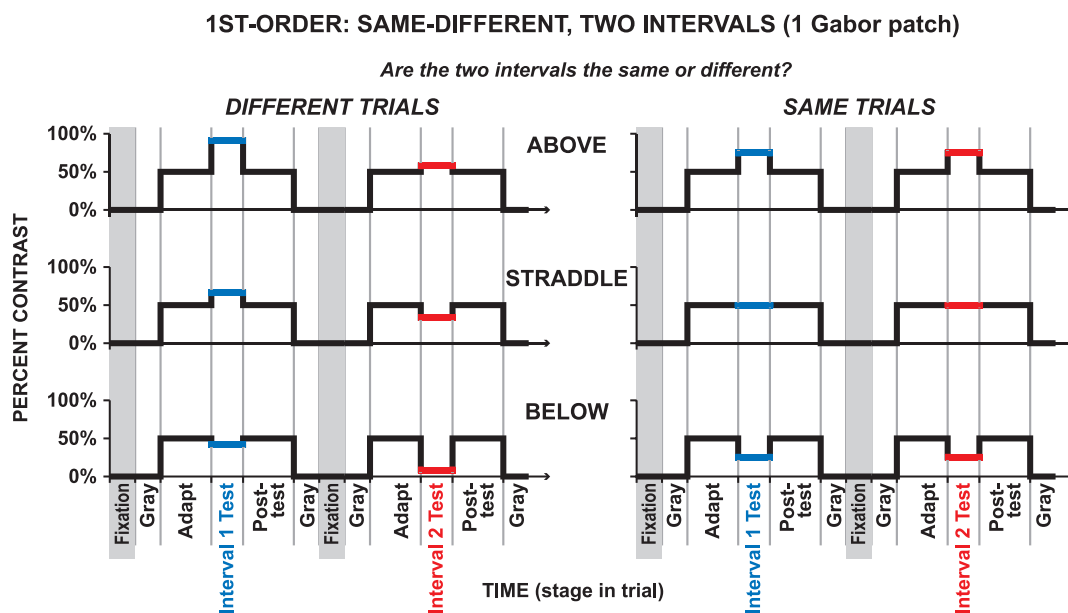 1ST-ORDER: SAME-DIFFERENT, TWO INTERVALS (1 Gabor patch)
Are the two intervals the same or different?
DIFFERENT TRIALS
SAME TRIALS
PERCENT CONTRAST
100%
50%
0%
ABOVE
100%
50%
0%
STRADDLE
100%
50%
0%
BELOW
Fixation
Gray
Adapt
Interval 1 Test
Post-
test
Gray
Fixation
Gray
Adapt
Interval 2 Test
Post-
test
Gray
Fixation
Gray
Adapt
Interval 1 Test
Post-
test
Gray
Fixation
Gray
Adapt
Interval 2 Test
Post-
test
Gray
TIME (stage in trial)